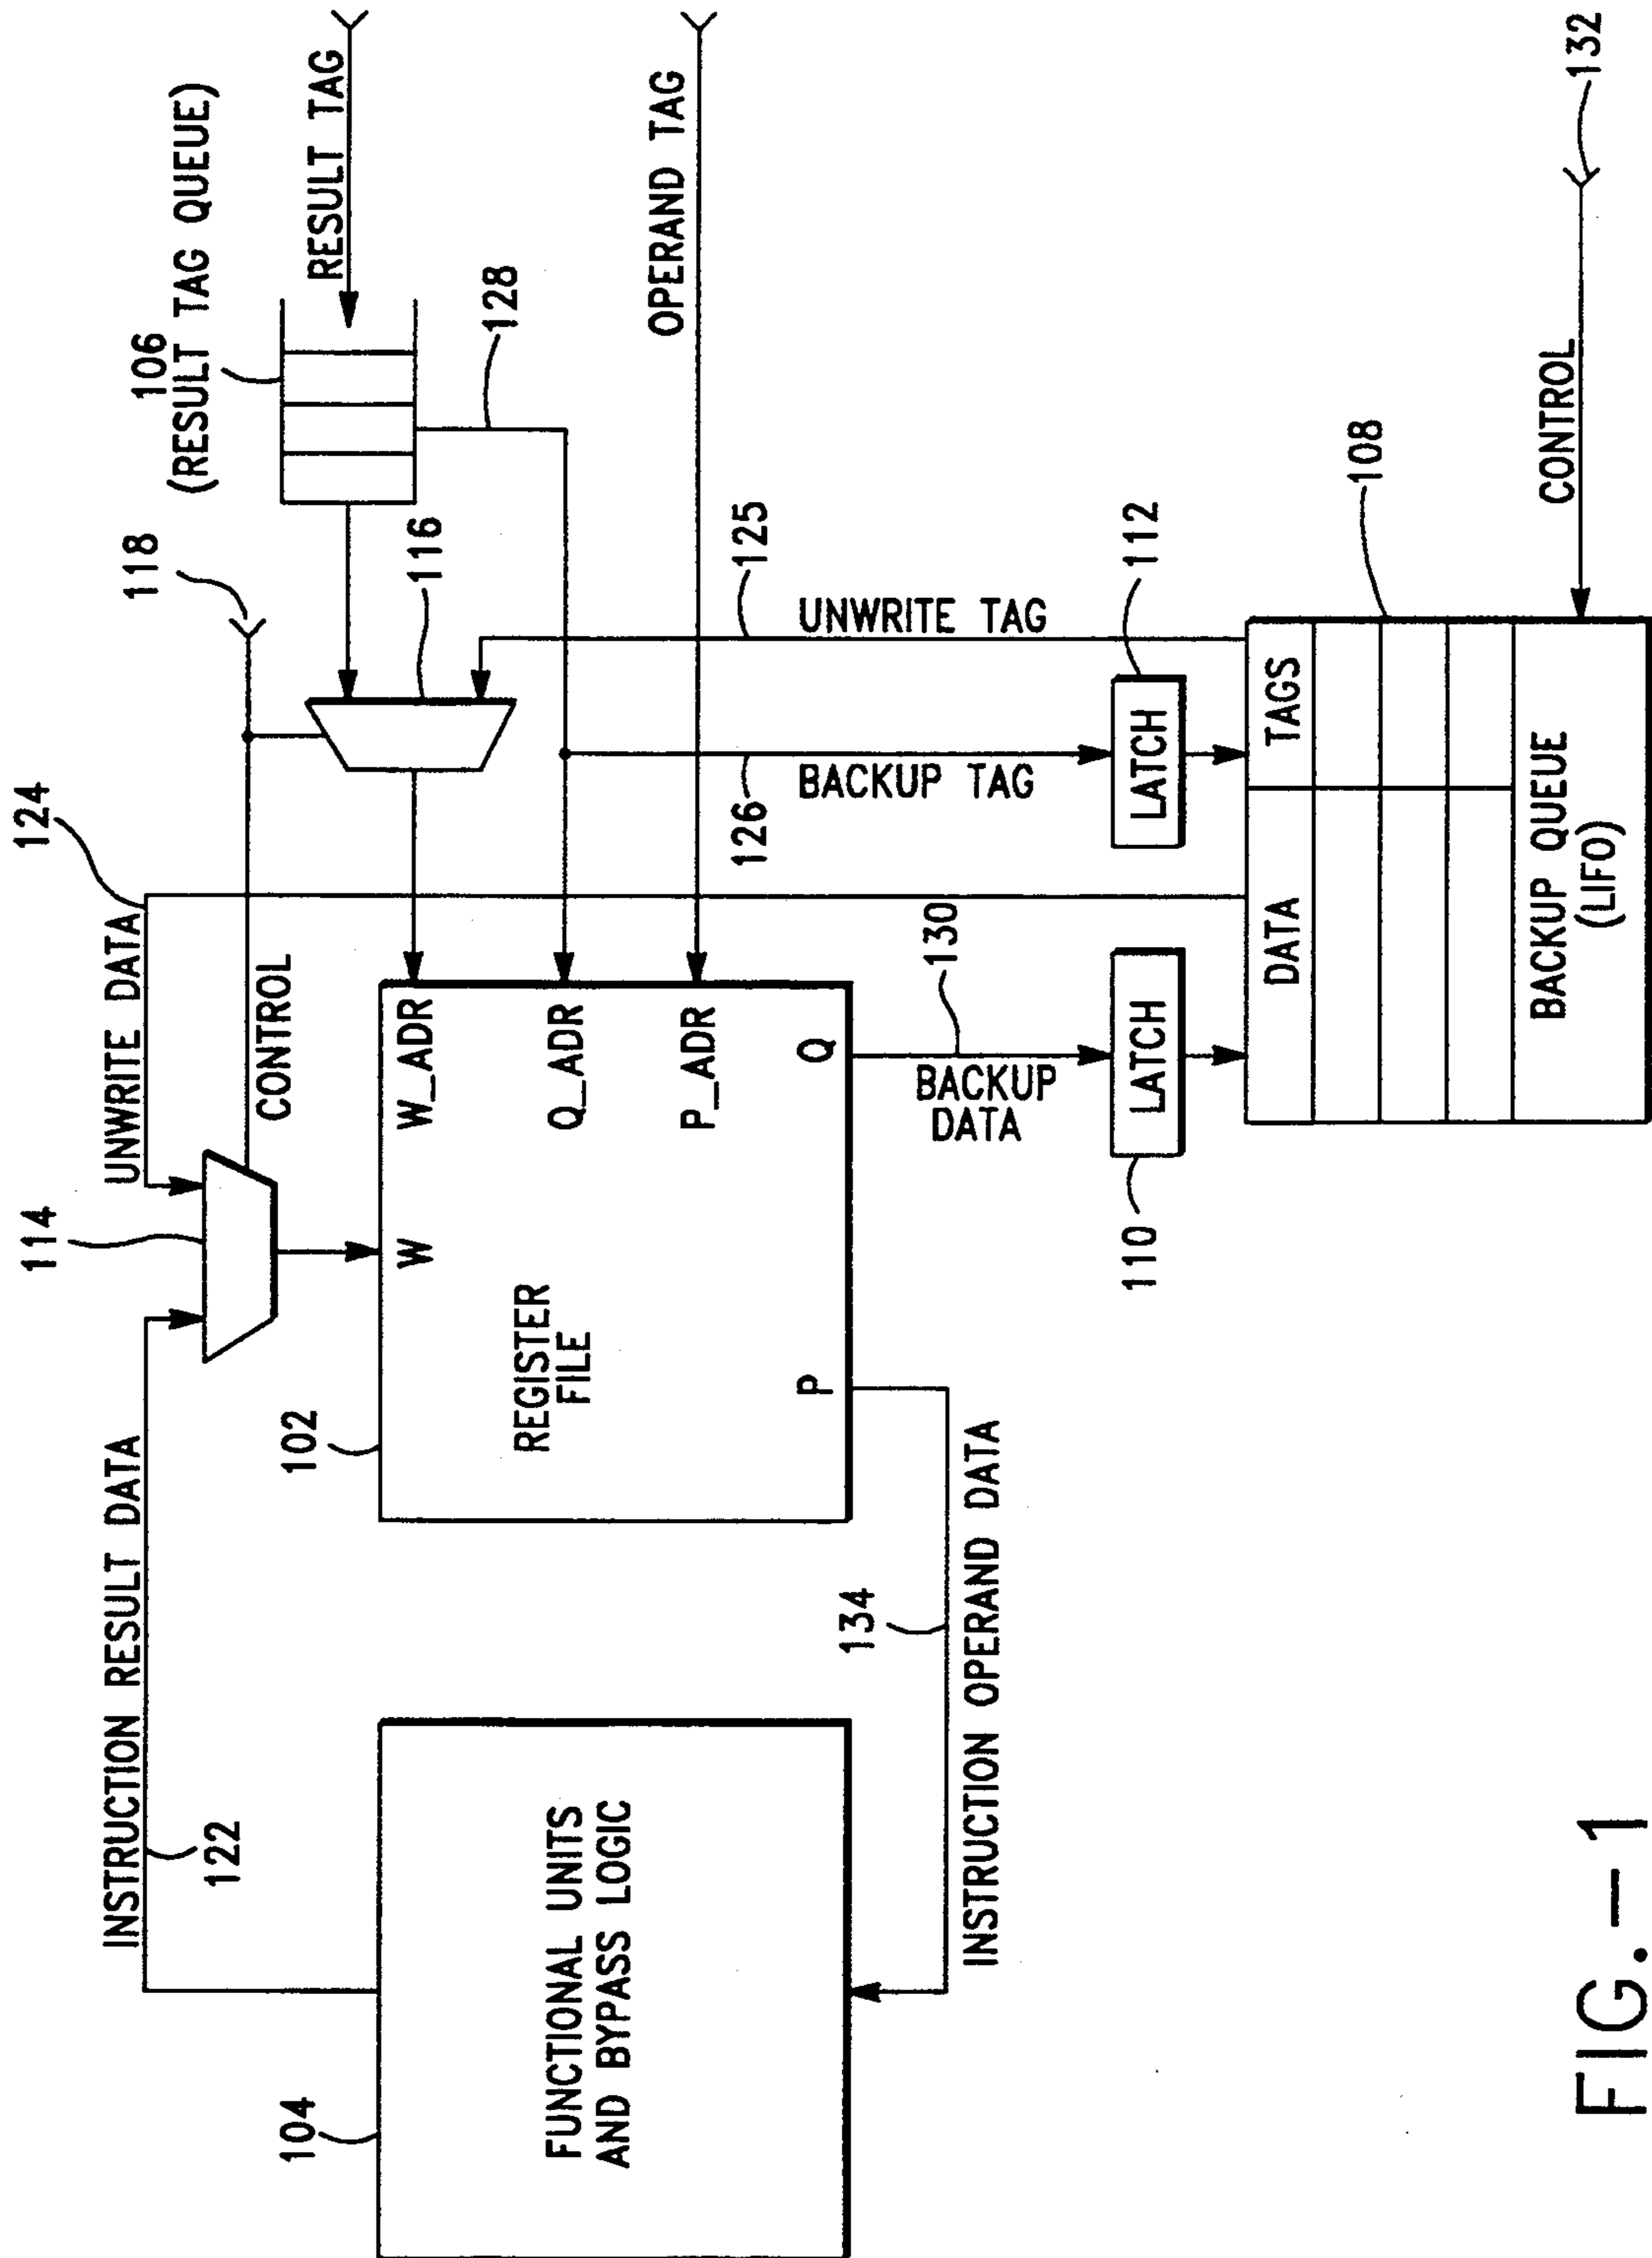 106
(RESULT TAG QUEUE)
RESULT TAG
118
128
116
OPERAND TAG
124
UNWRITE DATA
CONTROL
114
INSTRUCTION RESULT DATA
122
125
UNWRITE TAG
126
BACKUP TAG
112
LATCH
102
REGISTER
FILE
W
W_ADR
Q_ADR
P_ADR
P
Q
104
FUNCTIONAL UNITS
AND BYPASS LOGIC
130
BACKUP
DATA
110
LATCH
134
INSTRUCTION OPERAND DATA
108
DATA
TAGS
BACKUP QUEUE
(LIFO)
CONTROL
132
FIG.-1